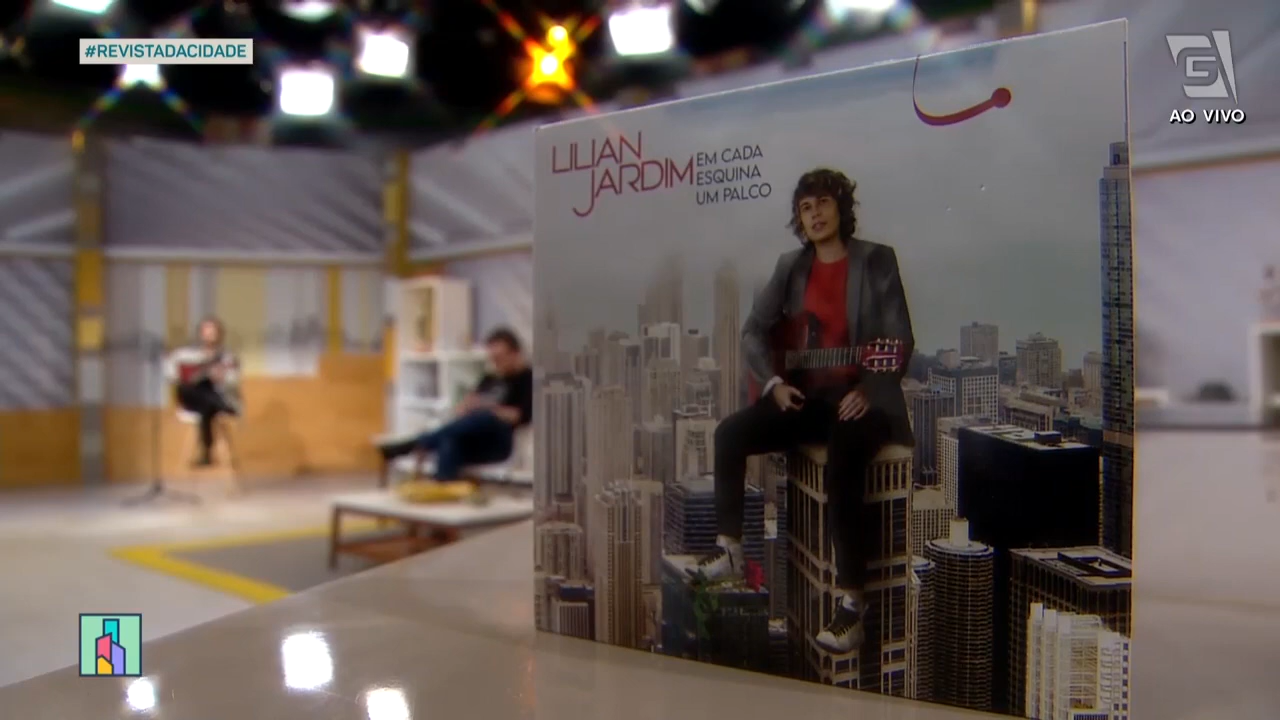 #REVISTADACIDADE
G
AO VIVO
LILIAN
JARDIM
EM CADA
ESQUINA
UM PALCO